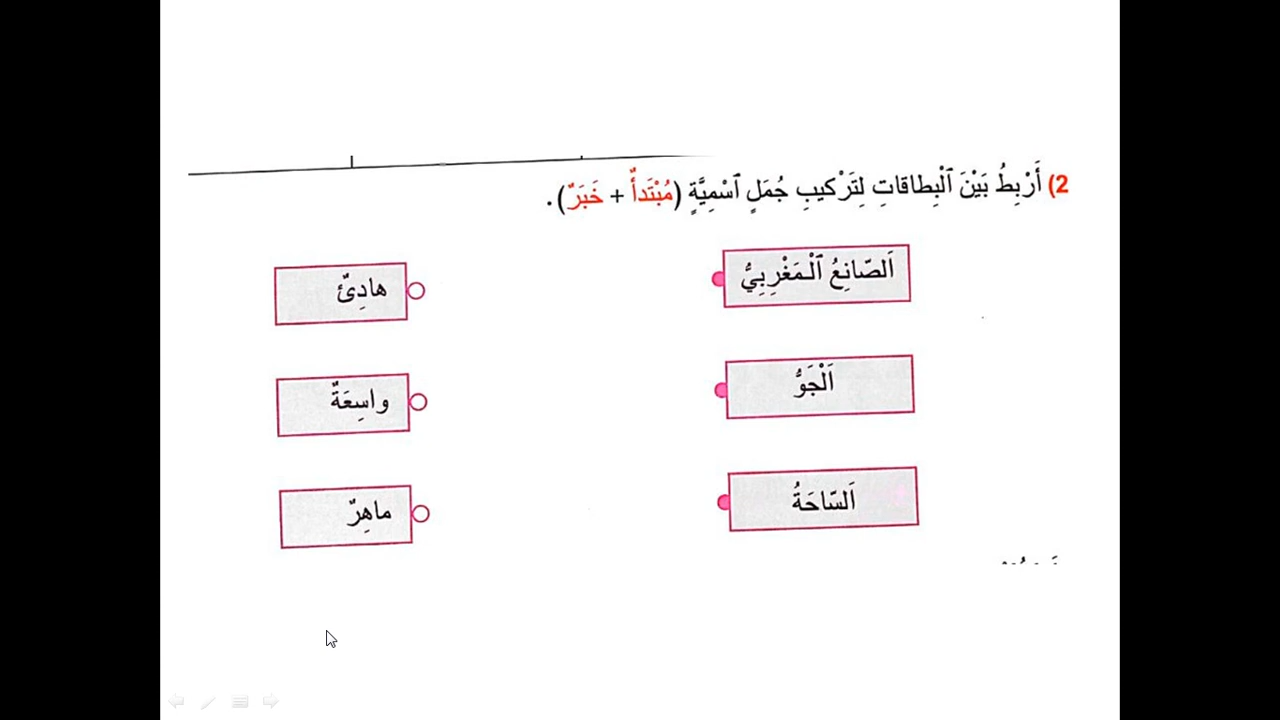 2) أَرْبِطُ بَيْنَ ٱلْبِطاقاتِ لِتَرْكيبِ جُمَلٍ ٱسْمِيَّةٍ (مُبْتَدأٌ + خَبَرٌ).
اَلصّانِعُ ٱلْمَغْرِبِيُّ
هادِئٌ
اَلْجَوُّ
واسِعَةٌ
اَلسّاحَةُ
ماهِرٌ